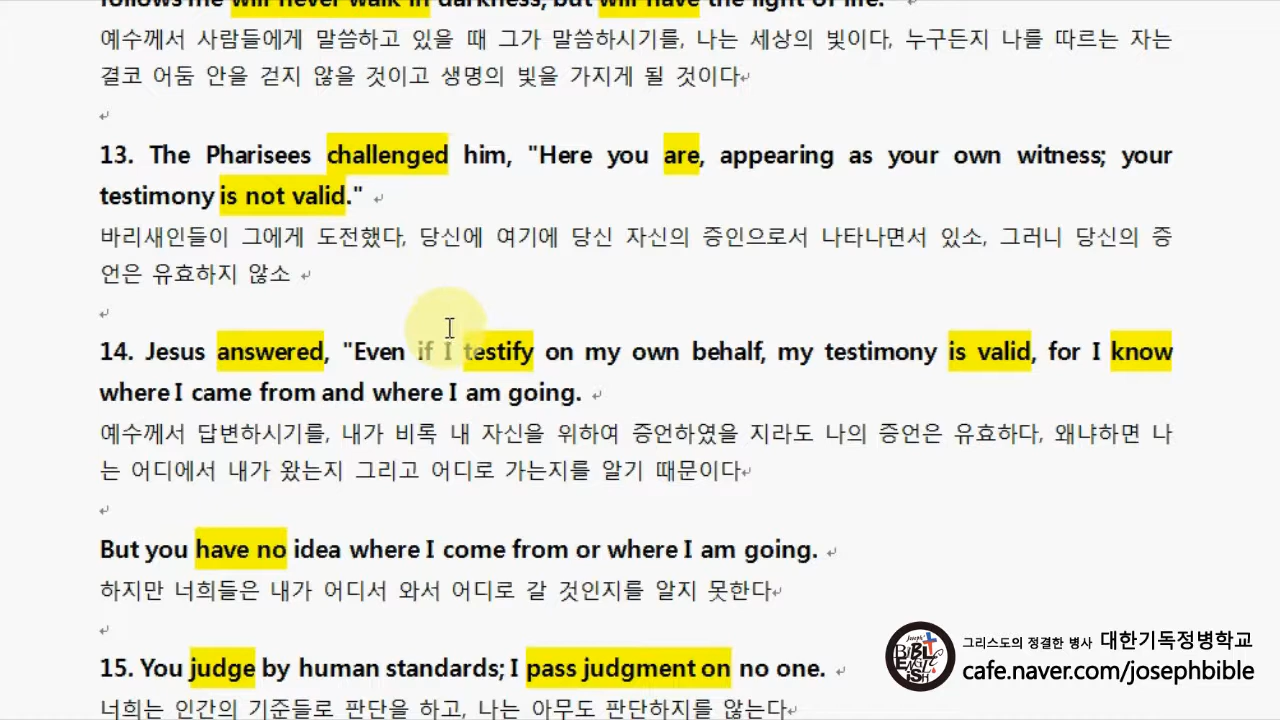 follows me will never walk in darkness, but will have the light of life."
예수께서 사람들에게 말씀하고 있을 때 그가 말씀하시기를, 나는 세상의 빛이다, 누구든지 나를 따르는 자는
결코 어둠 안을 걷지 않을 것이고 생명의 빛을 가지게 될 것이다
13. The Pharisees challenged him, "Here you are, appearing as your own witness; your
testimony is not valid."
바리새인들이 그에게 도전했다, 당신에 여기에 당신 자신의 증인으로서 나타나면서 있소, 그러니 당신의 증
언은 유효하지 않소
14. Jesus answered, "Even if I testify on my own behalf, my testimony is valid, for I know
where I came from and where I am going.
예수께서 답변하시기를, 내가 비록 내 자신을 위하여 증언하였을 지라도 나의 증언은 유효하다, 왜냐하면 나
는 어디에서 내가 왔는지 그리고 어디로 가는지를 알기 때문이다
But you have no idea where I come from or where I am going.
하지만 너희들은 내가 어디서 와서 어디로 갈 것인지를 알지 못한다
15. You judge by human standards; I pass judgment on no one.
너희는 인간의 기준들로 판단을 하고, 나는 아무도 판단하지를 않는다
Joseph's
BIBLE
ENGLISH
그리스도의 정결한 병사 대한기독정병학교
cafe.naver.com/josephbible